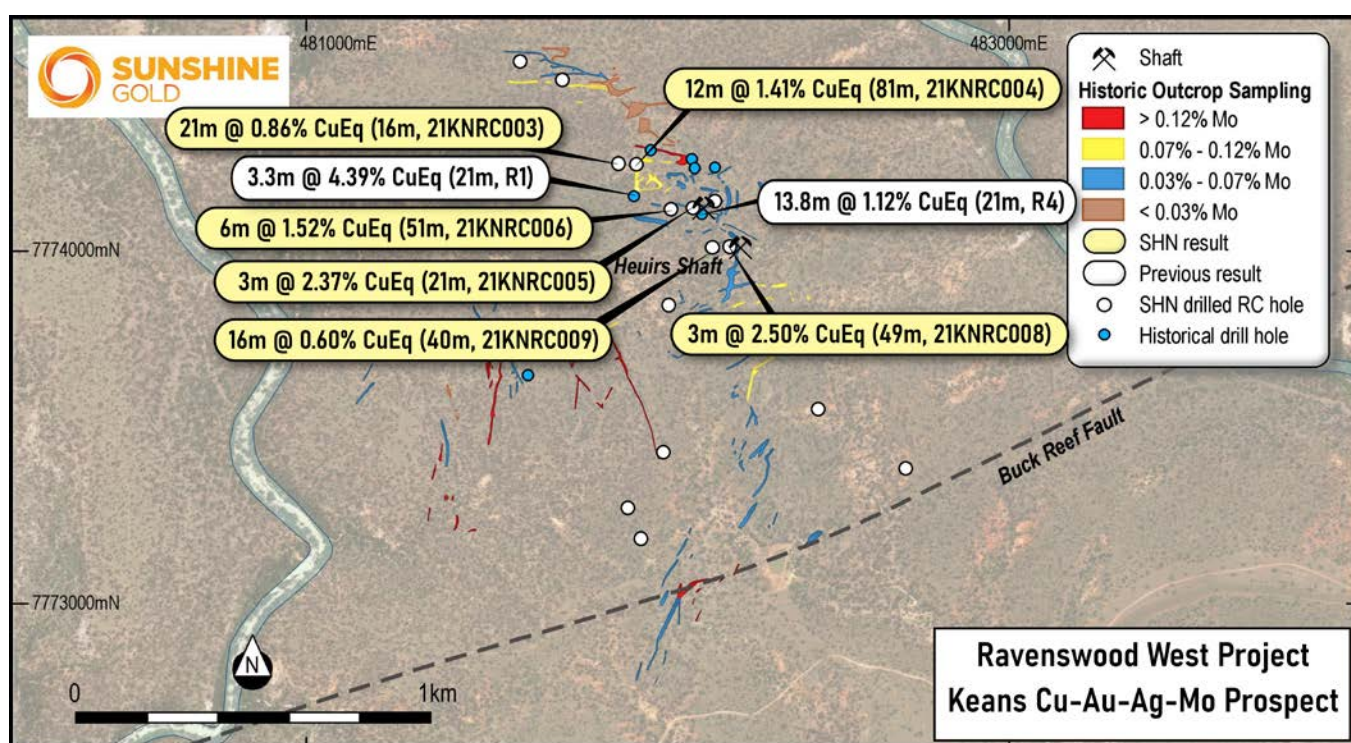 481000mE
483000mE
SUNSHINE
GOLD
Shaft
Historic Outcrop Sampling
> 0.12% Mo
0.07% - 0.12% Mo
0.03% - 0.07% Mo
< 0.03% Mo
SHN result
Previous result
SHN drilled RC hole
Historical drill hole
12m @ 1.41% CuEq (81m, 21KNRC004)
21m @ 0.86% CuEq (16m, 21KNRC003)
3.3m @ 4.39% CuEq (21m, R1)
13.8m @ 1.12% CuEq (21m, R4)
6m @ 1.52% CuEq (51m, 21KNRC006)
7774000mN
Heuirs Shaft
3m @ 2.37% CuEq (21m, 21KNRC005)
16m @ 0.60% CuEq (40m, 21KNRC009)
3m @ 2.50% CuEq (49m, 21KNRC008)
Buck Reef Fault
7773000mN
N
0
1km
Ravenswood West Project
Keans Cu-Au-Ag-Mo Prospect